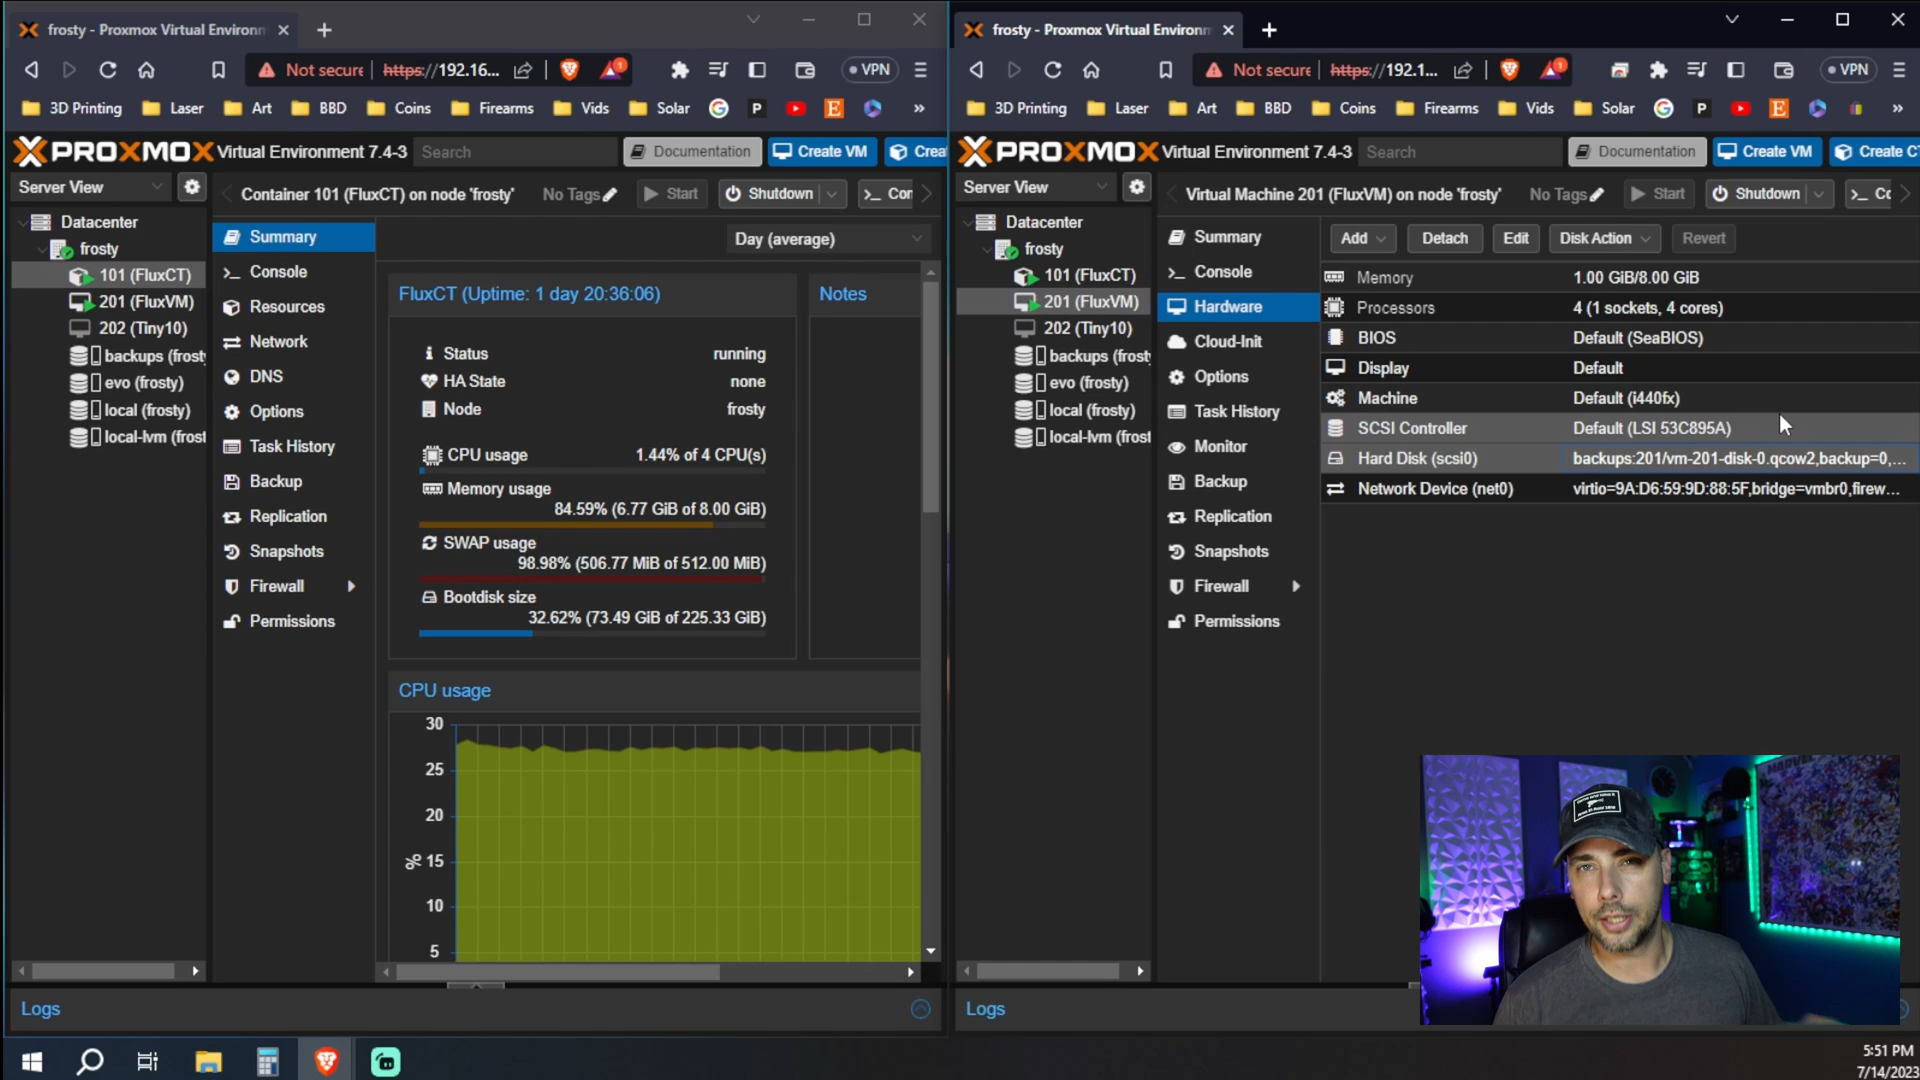 frosty - Proxmox Virtual Environ
Not secure https://192.16... VPN
3D Printing Laser Art BBD Coins Firearms Vids Solar »
PROXMOX Virtual Environment 7.4-3 Search Documentation Create VM Crea
Server View
Container 101 (FluxCT) on node 'frosty' No Tags Start Shutdown Con
Datacenter
frosty
101 (FluxCT)
201 (FluxVM)
202 (Tiny10)
backups (frosty
evo (frosty)
local (frosty)
local-lvm (frost
Summary
Console
Resources
Network
DNS
Options
Task History
Backup
Replication
Snapshots
Firewall
Permissions
Day (average)
FluxCT (Uptime: 1 day 20:36:06)
Notes
Status running
HA State none
Node frosty
CPU usage 1.44% of 4 CPU(s)
Memory usage
84.59% (6.77 GiB of 8.00 GiB)
SWAP usage
98.98% (506.77 MiB of 512.00 MiB)
Bootdisk size
32.62% (73.49 GiB of 225.33 GiB)
CPU usage
30
25
20
15
10
5
%
Logs
frosty - Proxmox Virtual Environ
Not secure https://192.1... VPN
3D Printing Laser Art BBD Coins Firearms Vids Solar »
PROXMOX Virtual Environment 7.4-3 Search Documentation Create VM Create CT
Server View
Virtual Machine 201 (FluxVM) on node 'frosty' No Tags Start Shutdown Co
Datacenter
frosty
101 (FluxCT)
201 (FluxVM)
202 (Tiny10)
backups (frosty
evo (frosty)
local (frosty)
local-lvm (frost
Summary
Console
Hardware
Cloud-Init
Options
Task History
Monitor
Backup
Replication
Snapshots
Firewall
Permissions
Add Detach Edit Disk Action Revert
Memory 1.00 GiB/8.00 GiB
Processors 4 (1 sockets, 4 cores)
BIOS Default (SeaBIOS)
Display Default
Machine Default (i440fx)
SCSI Controller Default (LSI 53C895A)
Hard Disk (scsi0) backups:201/vm-201-disk-0.qcow2,backup=0,...
Network Device (net0) virtio=9A:D6:59:9D:88:5F,bridge=vmbr0,firew...
Logs
5:51 PM
7/14/2023